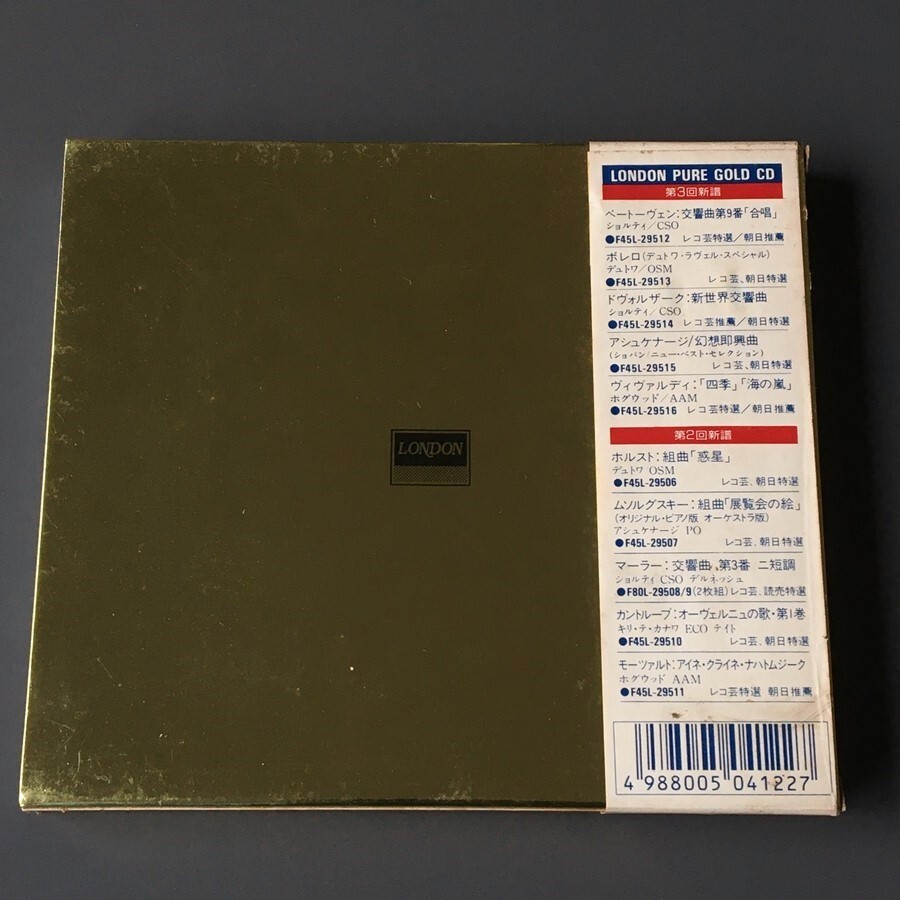 LONDON
LONDON PURE GOLD CD
第3回新譜
ベートーヴェン:交響曲第9番「合唱」
ショルティ/CSO
●F45L-29512 レコ芸特選/朝日推薦
ボレロ(デュトワ・ラヴェル・スペシャル)
デュトワ/OSM
●F45L-29513 レコ芸、朝日特選
ドヴォルザーク:新世界交響曲
ショルティ/CSO
●F45L-29514 レコ芸推薦/朝日特選
アシュケナージ/幻想即興曲
(ショパン/ニュー・ベスト・セレクション)
●F45L-29515 レコ芸、朝日特選
ヴィヴァルディ:「四季」「海の嵐」
ホグウッド/AAM
●F45L-29516 レコ芸特選/朝日推薦
第2回新譜
ホルスト:組曲「惑星」
デュトワ OSM
●F45L-29506 レコ芸、朝日特選
ムソルグスキー:組曲「展覧会の絵」
(オリジナル・ピアノ版 オーケストラ版)
アシュケナージ PO
●F45L-29507 レコ芸、朝日特選
マーラー:交響曲 第3番 ニ短調
ショルティ CSO デルネッシュ
●F80L-29508/9(2枚組)レコ芸、読売特選
カントルーブ:オーヴェルニュの歌・第1巻
キリ・テ・カナワ ECO テイト
●F45L-29510 レコ芸、朝日特選
モーツァルト:アイネ・クライネ・ナハトムジーク
ホグウッド AAM
●F45L-29511 レコ芸特選 朝日推薦
4 988005 041227